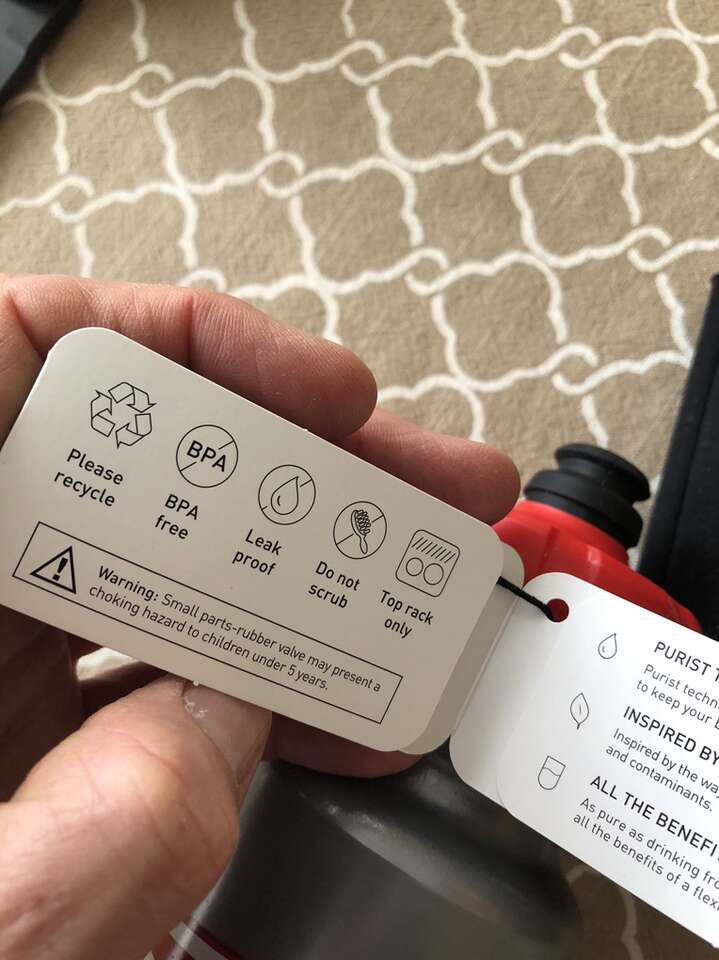 Please
recycle
BPA
BPA
free
Leak
proof
Do not
scrub
Top rack
only
Warning: Small parts-rubber valve may present a
choking hazard to children under 5 years.
PURIST
Purist
to keep your
INSPIRED BY
Inspired by the
and contaminants.
ALL THE
As pure as drinking
all the benefits of a